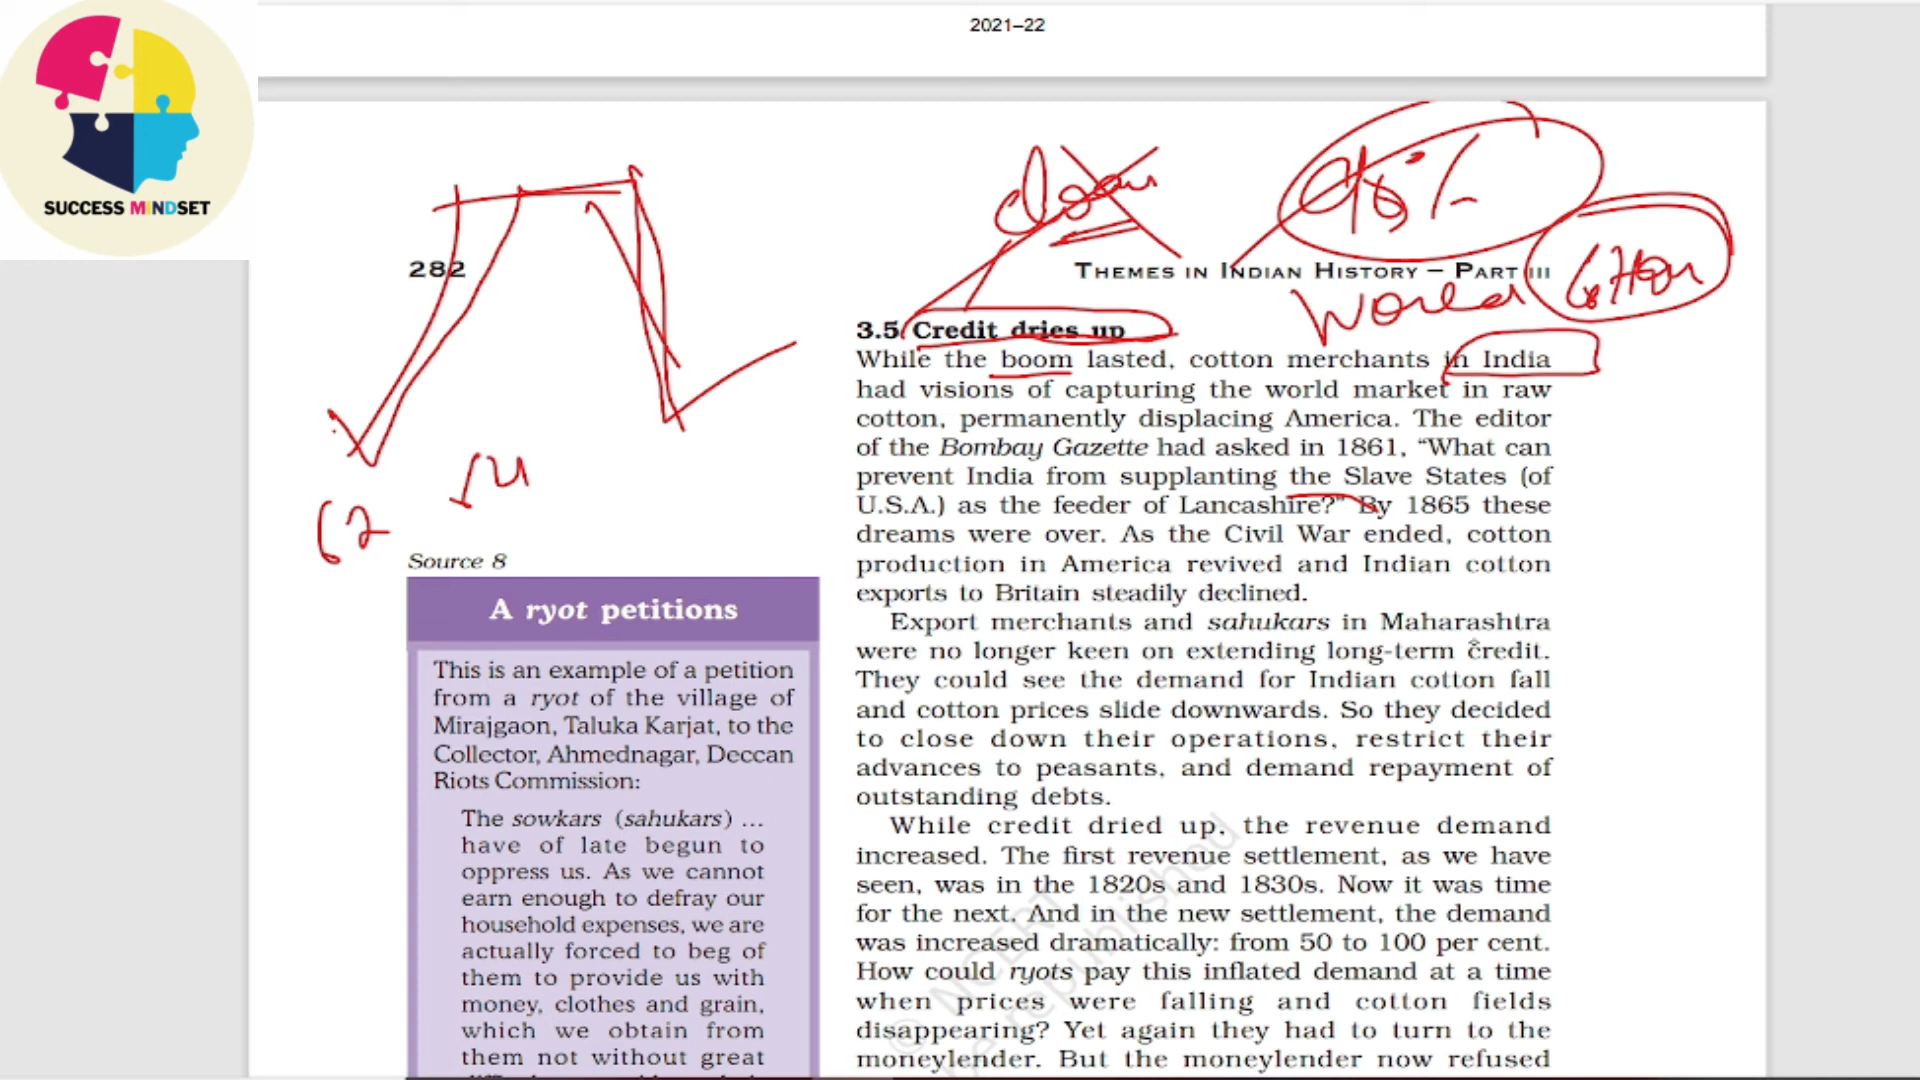 2021–22
SUCCESS MINDSET
282
THEMES IN INDIAN HISTORY – PART III
loan
90%
World
Cotton
62
Source 8
A ryot petitions
This is an example of a petition
from a ryot of the village of
Mirajgaon, Taluka Karjat, to the
Collector, Ahmednagar, Deccan
Riots Commission:
The sowkars (sahukars) ...
have of late begun to
oppress us. As we cannot
earn enough to defray our
household expenses, we are
actually forced to beg of
them to provide us with
money, clothes and grain,
which we obtain from
them not without great
3.5 Credit dries up
While the boom lasted, cotton merchants in India
had visions of capturing the world market in raw
cotton, permanently displacing America. The editor
of the Bombay Gazette had asked in 1861, “What can
prevent India from supplanting the Slave States (of
U.S.A.) as the feeder of Lancashire?” By 1865 these
dreams were over. As the Civil War ended, cotton
production in America revived and Indian cotton
exports to Britain steadily declined.
Export merchants and sahukars in Maharashtra
were no longer keen on extending long-term credit.
They could see the demand for Indian cotton fall
and cotton prices slide downwards. So they decided
to close down their operations, restrict their
advances to peasants, and demand repayment of
outstanding debts.
While credit dried up, the revenue demand
increased. The first revenue settlement, as we have
seen, was in the 1820s and 1830s. Now it was time
for the next. And in the new settlement, the demand
was increased dramatically: from 50 to 100 per cent.
How could ryots pay this inflated demand at a time
when prices were falling and cotton fields
disappearing? Yet again they had to turn to the
moneylender. But the moneylender now refused
© NCERT
be republished